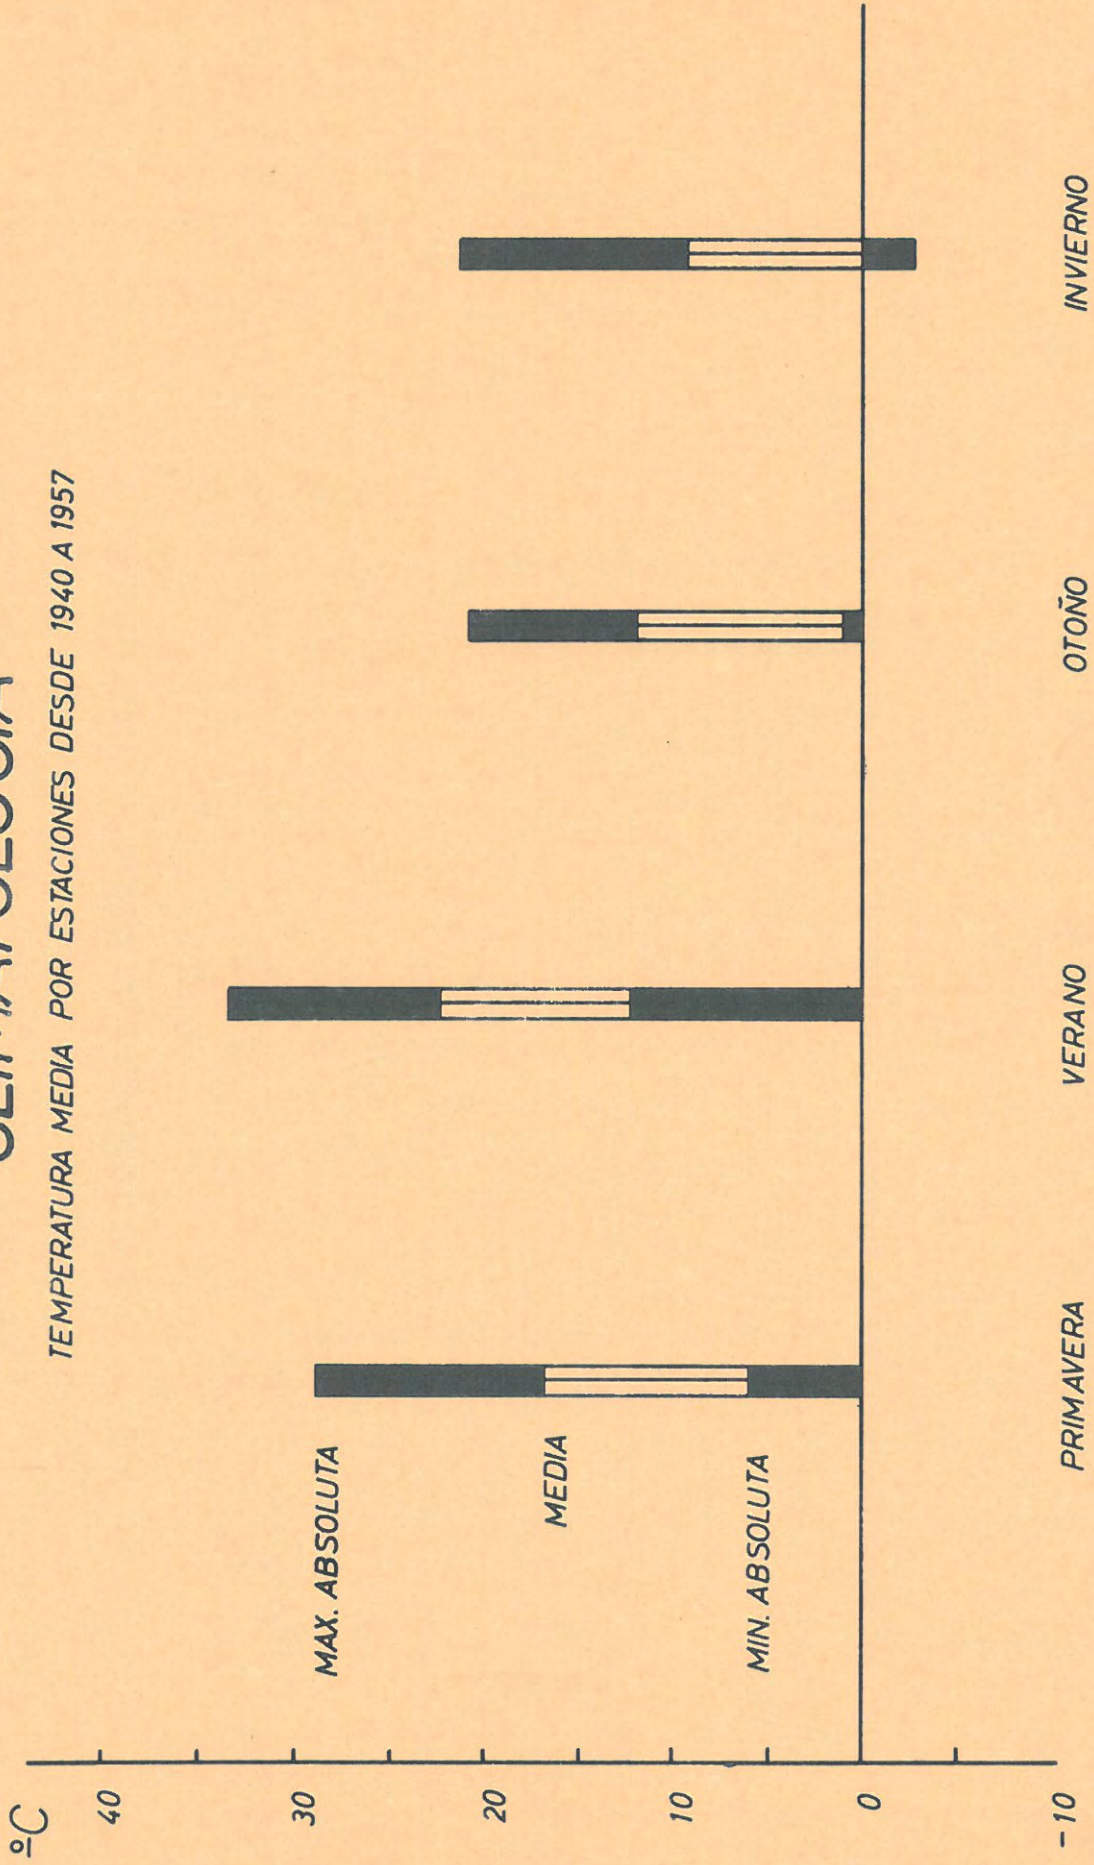 TEMPERATURA MEDIA POR ESTACIONES DESDE 1940 A 1957
ºC
40
30
20
10
0
-10
MAX. ABSOLUTA
MEDIA
MIN. ABSOLUTA
PRIMAVERA
VERANO
OTOÑO
INVIERNO